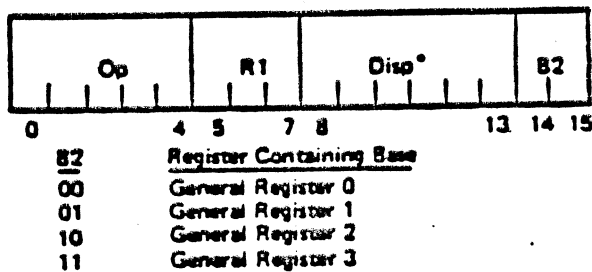 Op R1 Disp* B2
0 4 5 7 8 13 14 15
B2 Register Containing Base
00 General Register 0
01 General Register 1
10 General Register 2
11 General Register 3